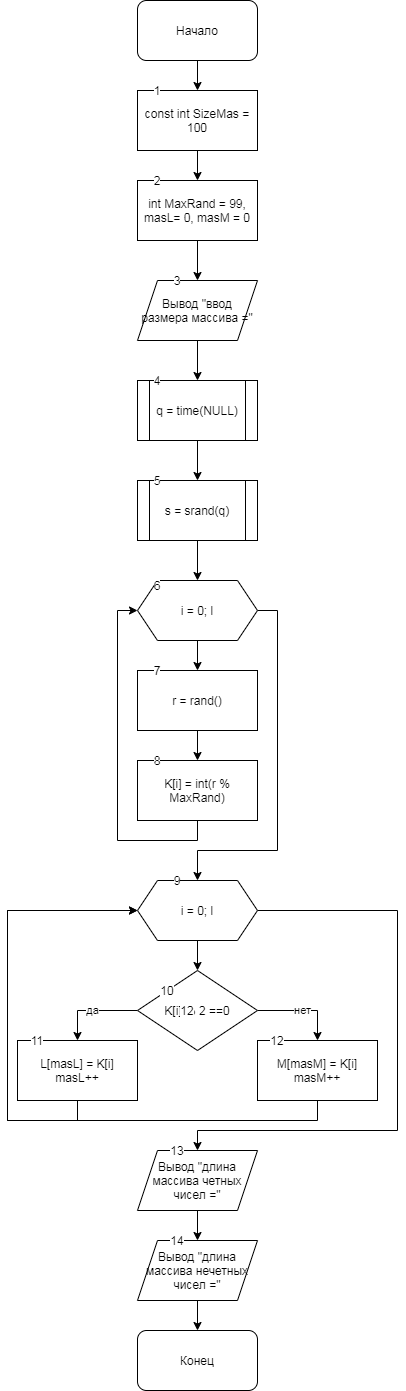 Начало
1
const int SizeMas =
100
2
int MaxRand = 99,
masL= 0, masM = 0
3
Вывод "ввод
размера массива ="
4
q = time(NULL)
5
s = srand(q)
6
i = 0; I
7
r = rand()
8
K[i] = int(r %
MaxRand)
9
i = 0; I
10
2 ==0
да
нет
11
L[masL] = K[i]
masL++
12
M[masM] = K[i]
masM++
13
Вывод "длина
массива четных
чисел ="
14
Вывод "длина
массива нечетных
чисел ="
Конец